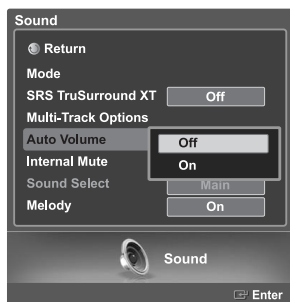 Sound
Return
Mode
SRS TruSurround XT Off
Multi-Track Options
Auto Volume Off
On
Internal Mute
Sound Select Main
Melody On
Sound
Enter